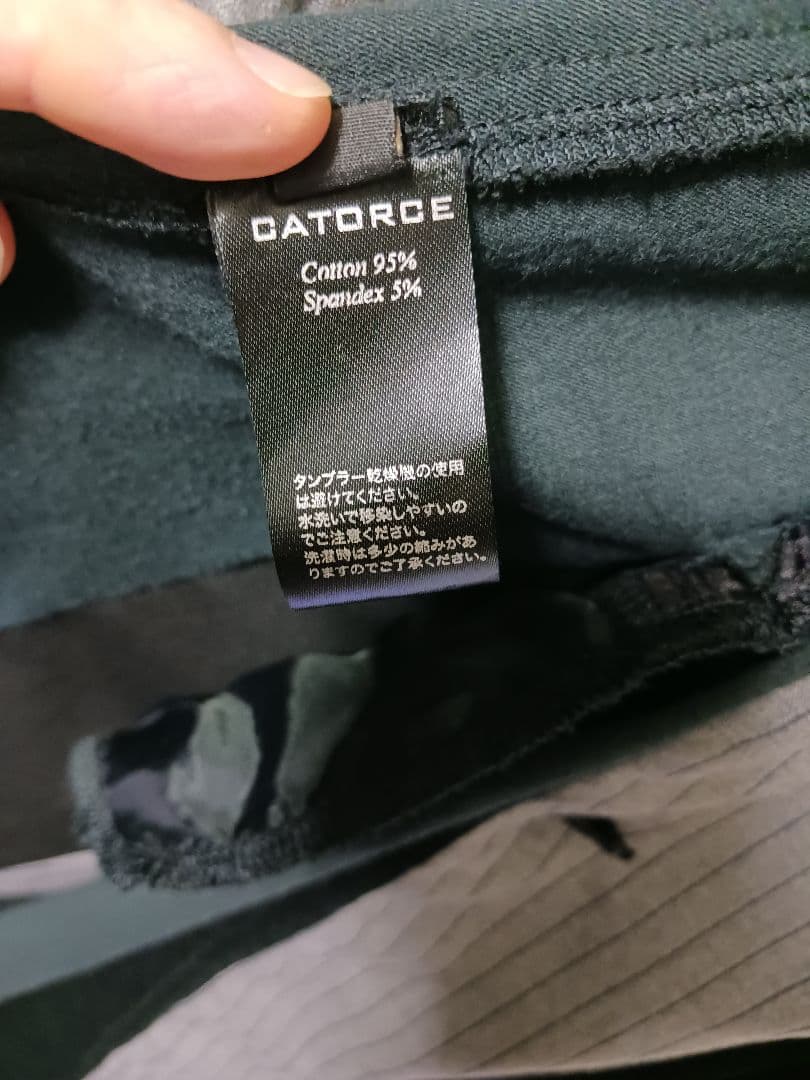 CATORCE
Cotton 95%
Spandex 5%
タンブラー乾燥機の使用
は避けてください。
水洗いで移染しやすいの
でご注意ください。
洗濯時は多少の縮みがあ
りますのでご了承ください。